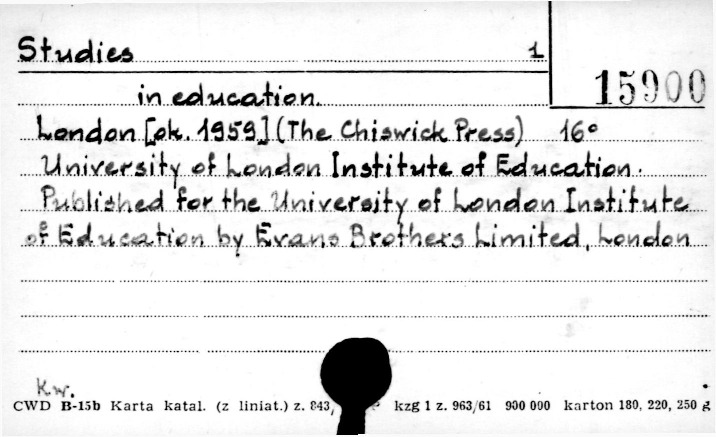 Studies 1
15900
in education.
London [ok. 1959] (The Chiswick Press) 16°
University of London Institute of Education.
Published for the University of London Institute
of Education by Evans Brothers Limited, London
Kw.
CWD B-15b Karta katal. (z liniat.) z. 843/ kzg 1 z. 963/61 900 000 karton 180, 220, 250 g